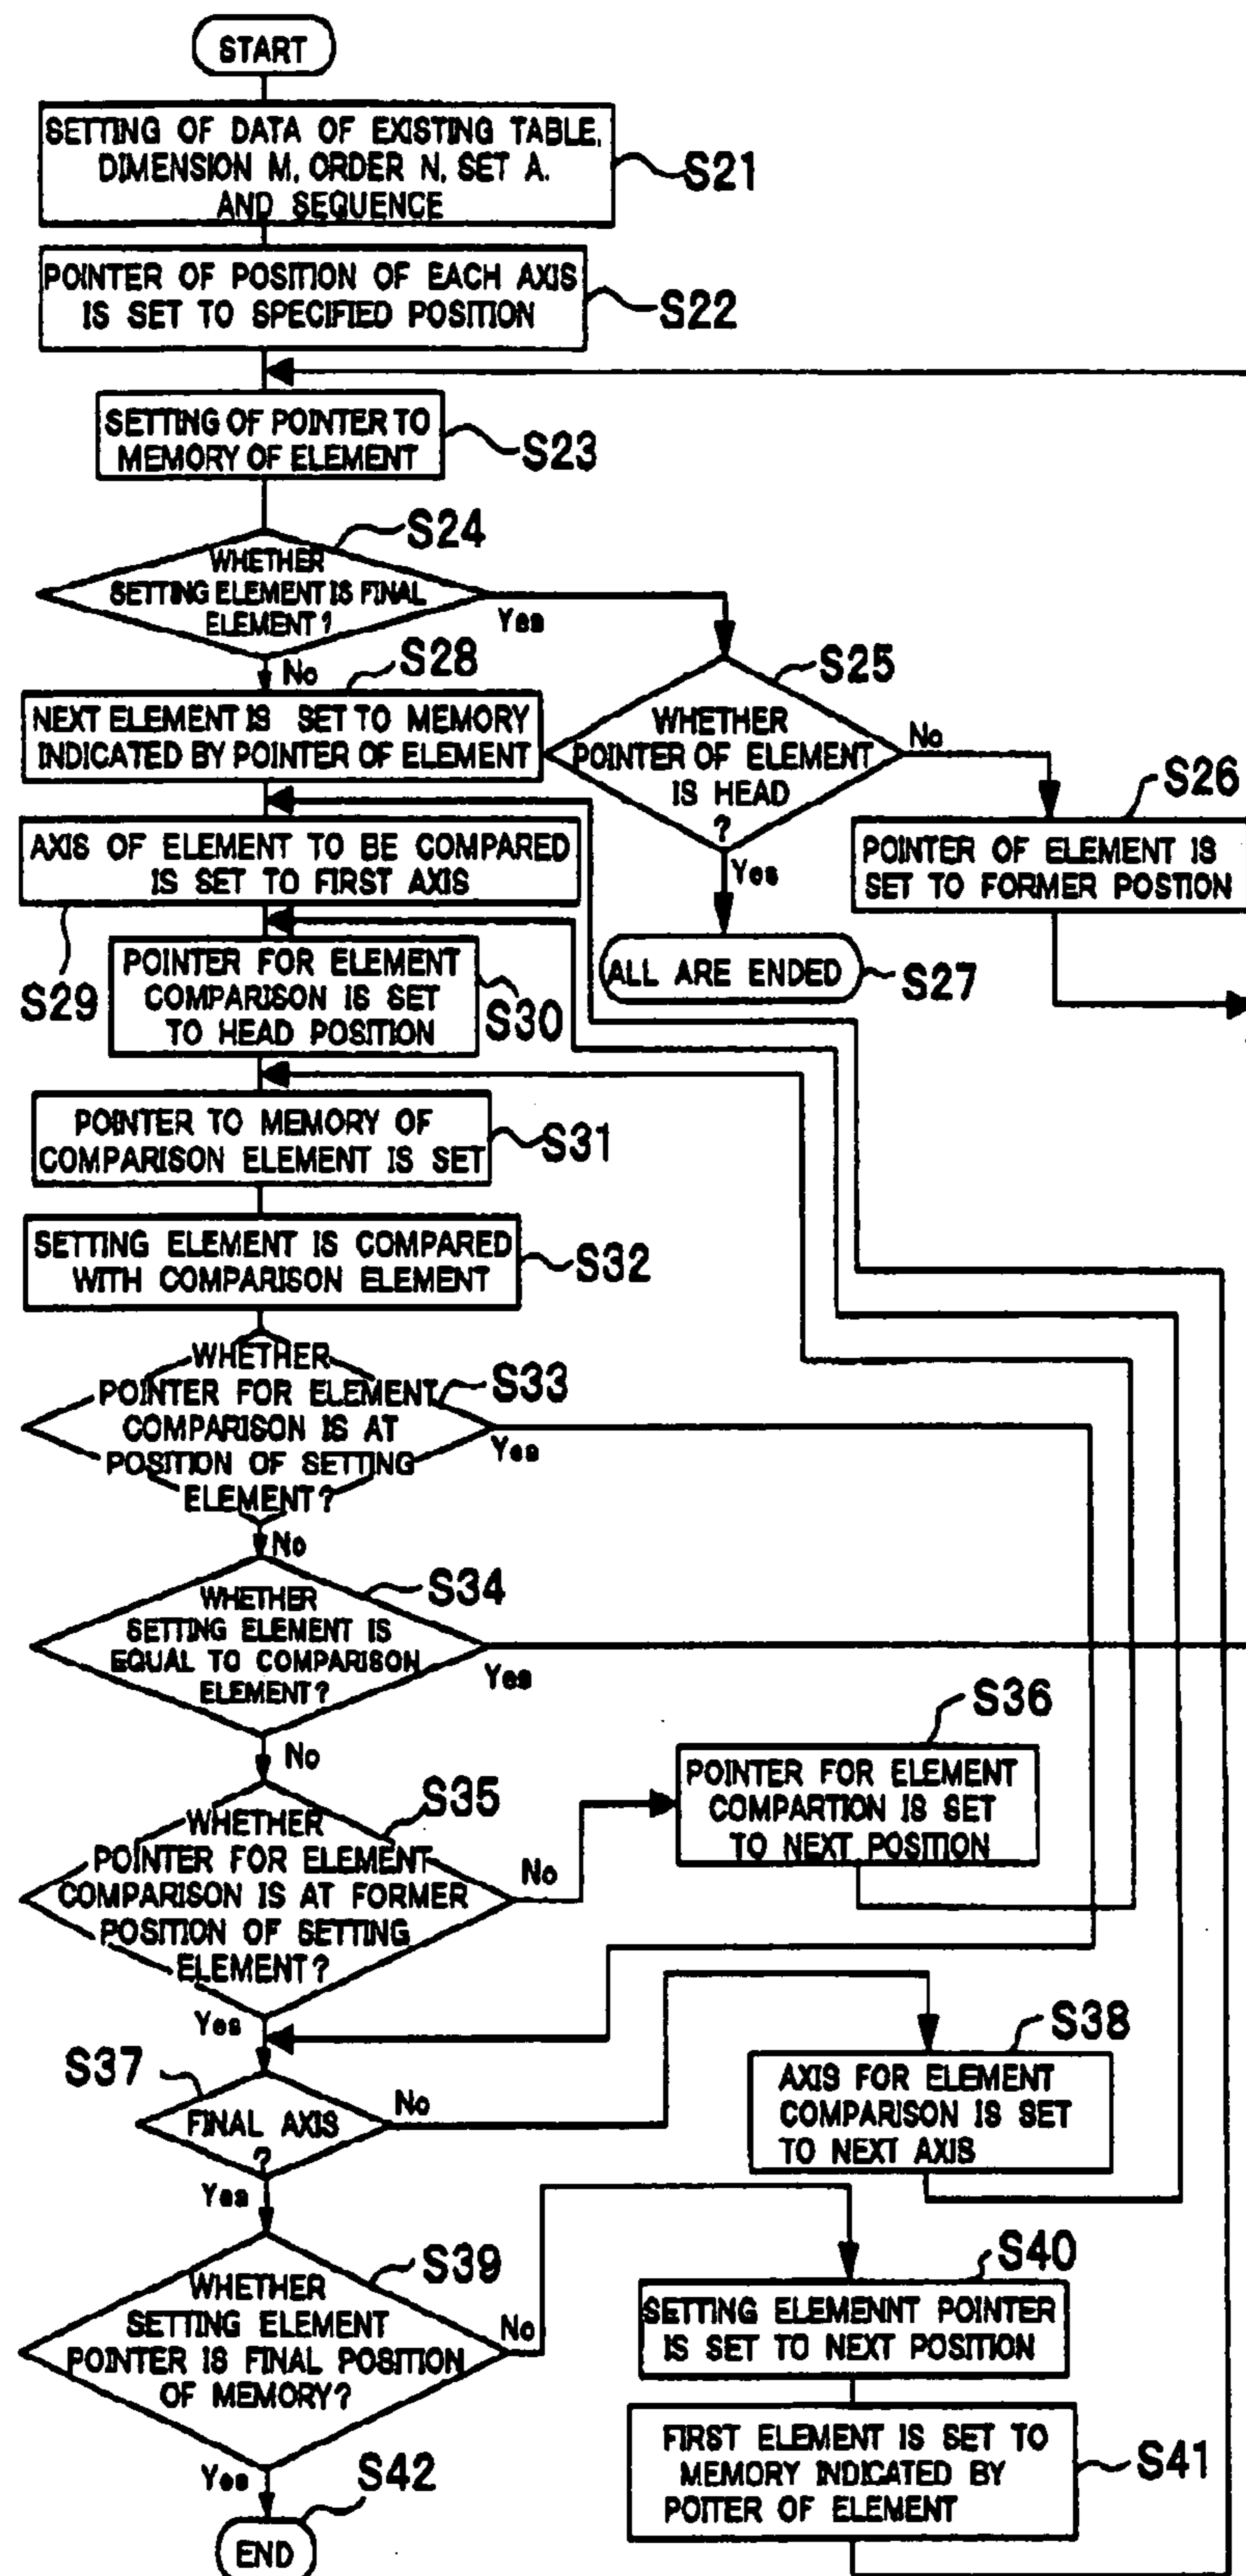 START
SETTING OF DATA OF EXISTING TABLE,
DIMENSION M, ORDER N, SET A.
AND SEQUENCE
S21
POINTER OF POSITION OF EACH AXIS
IS SET TO SPECIFIED POSITION
S22
SETTING OF POINTER TO
MEMORY OF ELEMENT
S23
S24
WHETHER
SETTING ELEMENT IS FINAL
ELEMENT?
Yes
No
S28
NEXT ELEMENT IS SET TO MEMORY
INDICATED BY POINTER OF ELEMENT
S25
WHETHER
POINTER OF ELEMENT
IS HEAD
?
No
Yes
S26
POINTER OF ELEMENT IS
SET TO FORMER POSTION
AXIS OF ELEMENT TO BE COMPARED
IS SET TO FIRST AXIS
S29
ALL ARE ENDED
S27
POINTER FOR ELEMENT
COMPARISON IS SET
TO HEAD POSITION
S30
POINTER TO MEMORY OF
COMPARISON ELEMENT IS SET
S31
SETTING ELEMENT IS COMPARED
WITH COMPARISON ELEMENT
S32
WHETHER
POINTER FOR ELEMENT
COMPARISON IS AT
POSITION OF SETTING
ELEMENT?
S33
Yes
No
S34
WHETHER
SETTING ELEMENT IS
EQUAL TO COMPARISON
ELEMENT?
Yes
No
S35
WHETHER
POINTER FOR ELEMENT
COMPARISON IS AT FORMER
POSITION OF SETTING
ELEMENT?
No
Yes
S36
POINTER FOR ELEMENT
COMPARTION IS SET
TO NEXT POSITION
S37
FINAL AXIS
?
No
Yes
S38
AXIS FOR ELEMENT
COMPARISON IS SET
TO NEXT AXIS
S39
WHETHER
SETTING ELEMENT
POINTER IS FINAL POSITION
OF MEMORY?
No
Yes
S40
SETTING ELEMENNT POINTER
IS SET TO NEXT POSITION
FIRST ELEMENT IS SET TO
MEMORY INDICATED BY
POITER OF ELEMENT
S41
S42
END